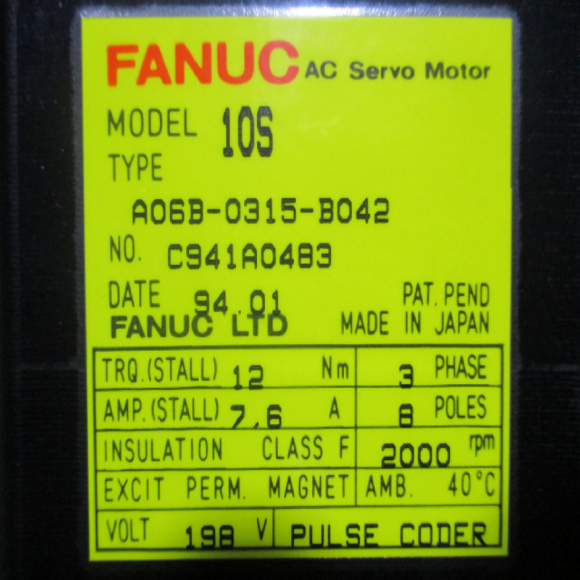 FANUC AC Servo Motor
MODEL 10S
TYPE
A06B-0315-B042
NO. C941A0483
DATE 94.01 PAT. PEND
FANUC LTD MADE IN JAPAN
TRQ.(STALL) 12 Nm 3 PHASE
AMP.(STALL) 7.6 A 8 POLES
INSULATION CLASS F 2000 rpm
EXCIT PERM. MAGNET AMB. 40°C
VOLT 198 V PULSE CODER